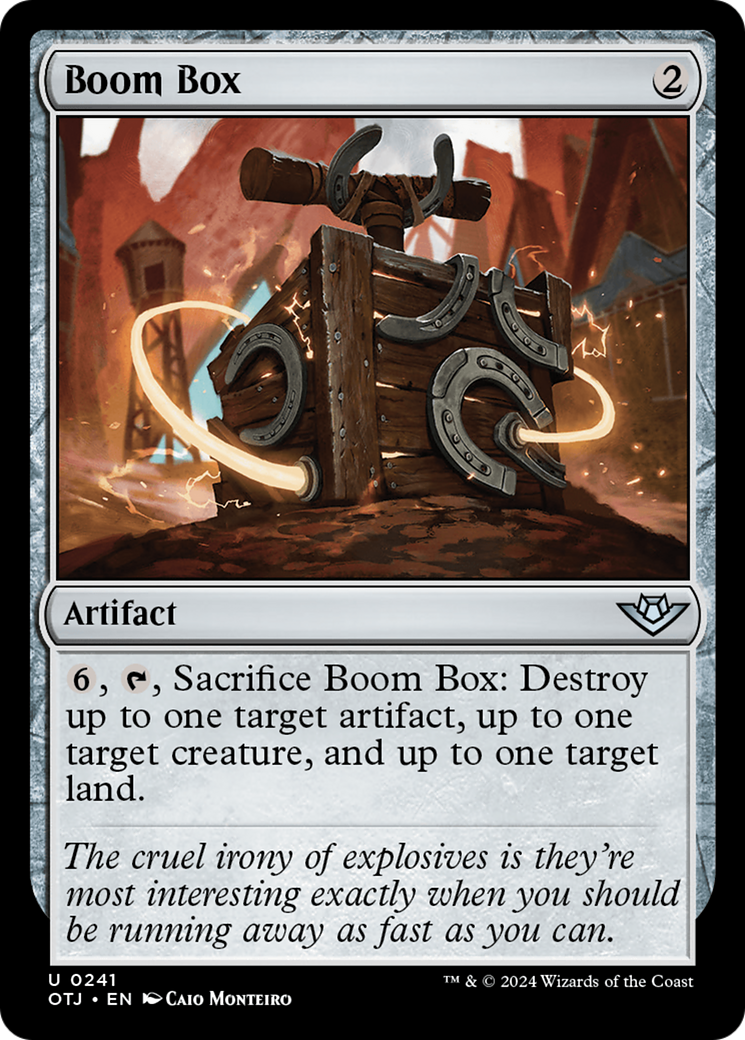 Boom Box 2
Artifact
6, , Sacrifice Boom Box: Destroy
up to one target artifact, up to one
target creature, and up to one target
land.
The cruel irony of explosives is they’re
most interesting exactly when you should
be running away as fast as you can.
U 0241 ™ & © 2024 Wizards of the Coast
OTJ • EN Caio Monteiro